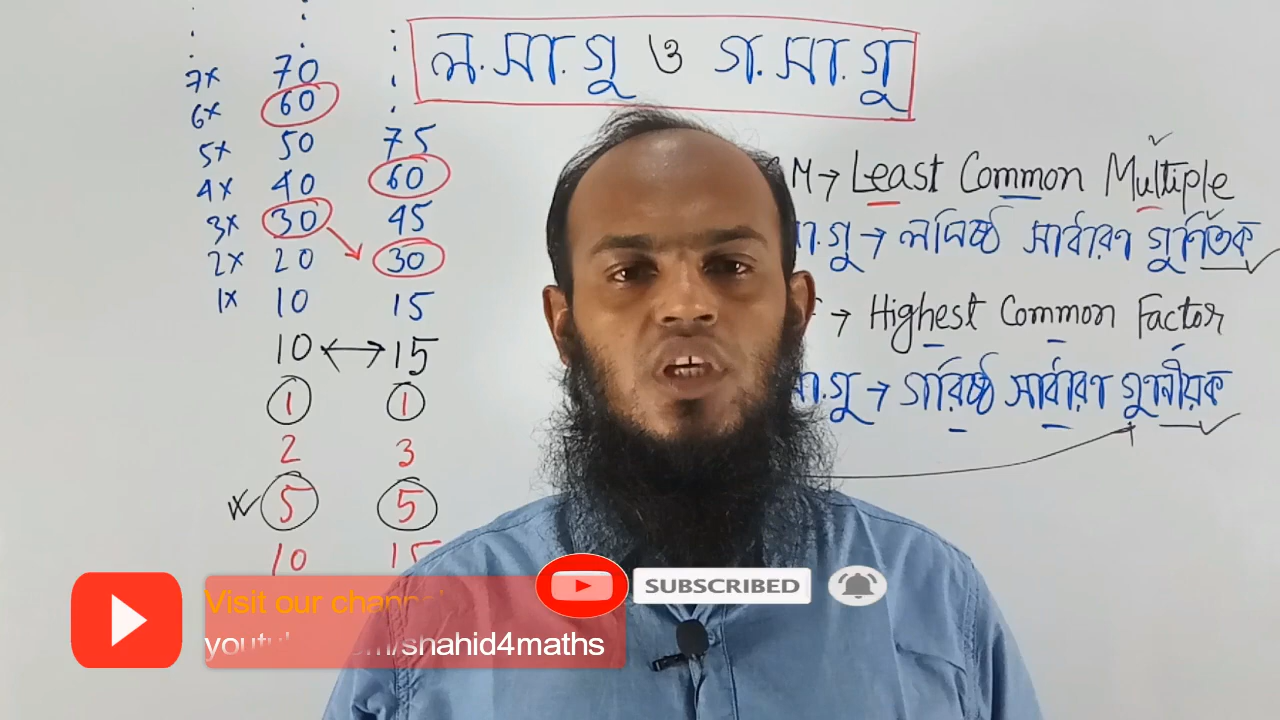 ল.সা.গু ও গ.সা.গু
7x 70
6x 60
5x 50 75
4x 40 60
3x 30 45
2x 20 30
1x 10 15
10 ↔ 15
1 1
2 3
5 5
10 15
M → Least Common Multiple
সা.গু → লঘিষ্ঠ সাধারণ গুণিতক
→ Highest Common Factor
সা.গু → গরিষ্ঠ সাধারণ গুণনীয়ক
Visit our channel
/shahid4maths
SUBSCRIBED